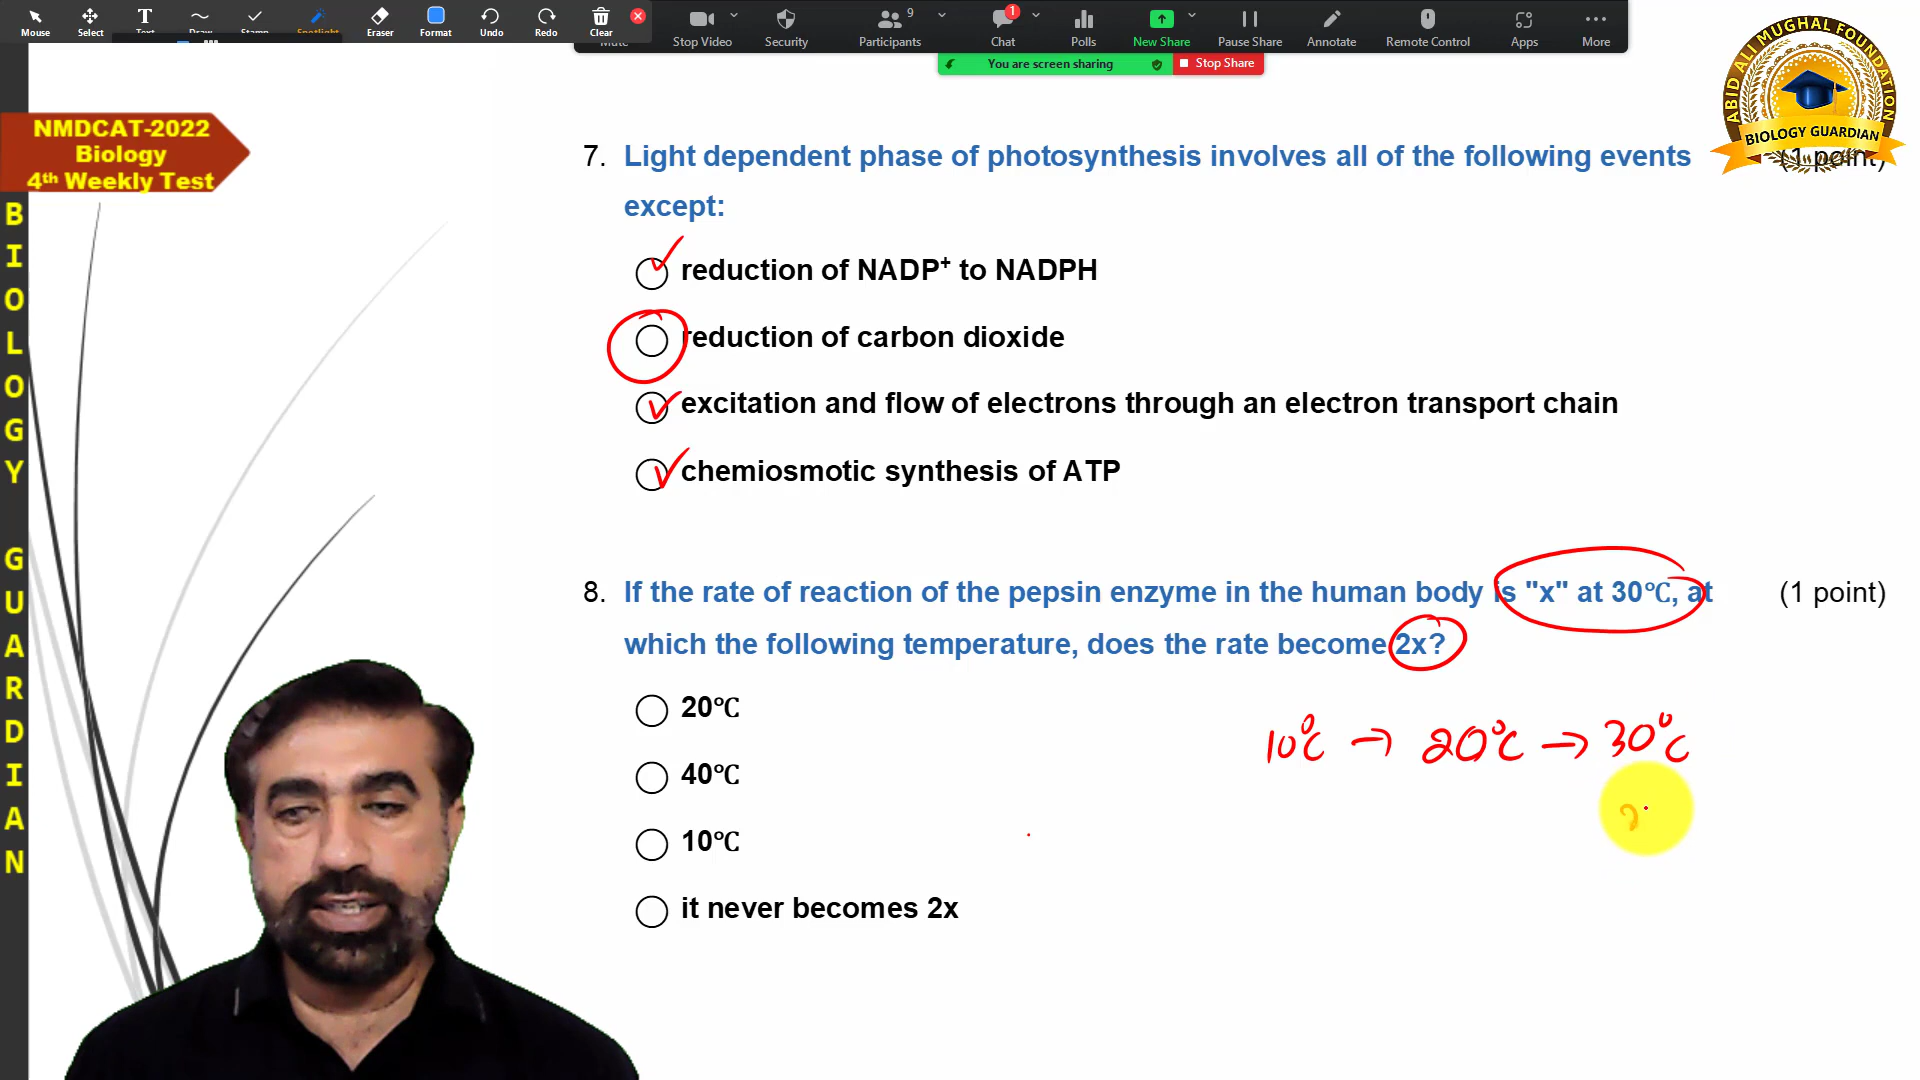 Mouse Select Text Draw Stamp Spotlight Eraser Format Undo Redo Clear
Mute Stop Video Security Participants 9 Chat 1 Polls New Share Pause Share Annotate Remote Control Apps More
You are screen sharing Stop Share
ABID ALI MUGHAL FOUNDATION
BIOLOGY GUARDIAN
NMDCAT-2022
Biology
4th Weekly Test
BIOLOGY GUARDIAN
7. Light dependent phase of photosynthesis involves all of the following events (1 point)
except:
reduction of NADP+ to NADPH
reduction of carbon dioxide
excitation and flow of electrons through an electron transport chain
chemiosmotic synthesis of ATP
8. If the rate of reaction of the pepsin enzyme in the human body is "x" at 30℃, at (1 point)
which the following temperature, does the rate become 2x?
20℃
40℃
10℃
it never becomes 2x
10°C → 20°C → 30°C